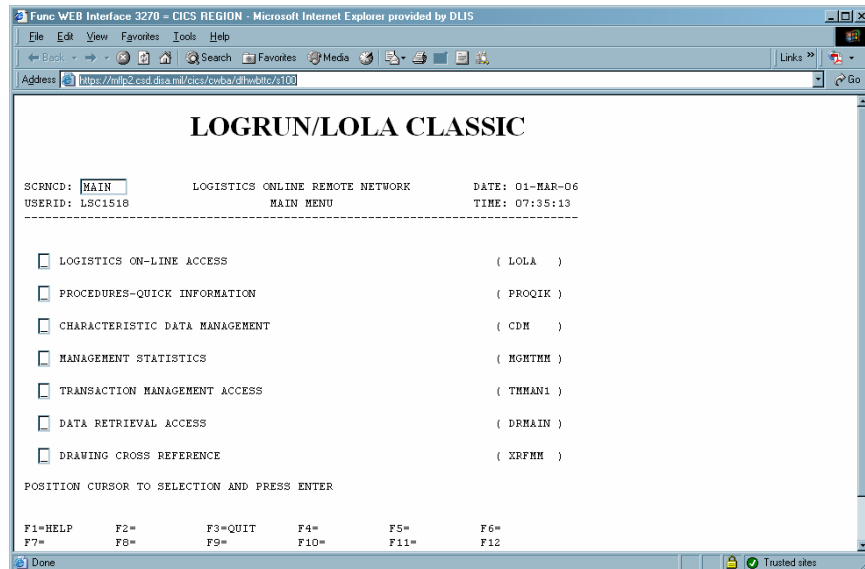 Func WEB Interface 3270 = CICS REGION - Microsoft Internet Explorer provided by DLIS
File Edit View Favorites Tools Help
Back Search Favorites Media Links »
Address https://mflp2.csd.disa.mil/cics/cwba/dfhwbttc/s100 Go
LOGRUN/LOLA CLASSIC
SCRNCD: MAIN LOGISTICS ONLINE REMOTE NETWORK DATE: 01-MAR-06
USERID: LSC1518 MAIN MENU TIME: 07:35:13
--------------------------------------------------------------------------------
_ LOGISTICS ON-LINE ACCESS ( LOLA )
_ PROCEDURES-QUICK INFORMATION ( PROQIK )
_ CHARACTERISTIC DATA MANAGEMENT ( CDM )
_ MANAGEMENT STATISTICS ( MGMTMM )
_ TRANSACTION MANAGEMENT ACCESS ( TMMAN1 )
_ DATA RETRIEVAL ACCESS ( DRMAIN )
_ DRAWING CROSS REFERENCE ( XRFMM )
POSITION CURSOR TO SELECTION AND PRESS ENTER
F1=HELP F2= F3=QUIT F4= F5= F6=
F7= F8= F9= F10= F11= F12
Done Trusted sites